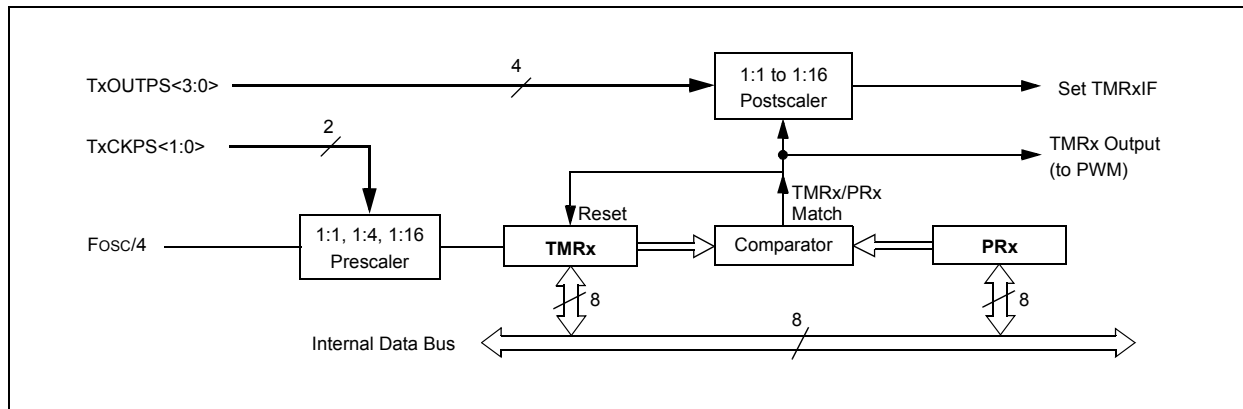 TxOUTPS<3:0>
4
1:1 to 1:16
Postscaler
Set TMRxIF
TxCKPS<1:0>
2
TMRx Output
(to PWM)
Reset
TMRx/PRx
Match
FOSC/4
1:1, 1:4, 1:16
Prescaler
TMRx
Comparator
PRx
8
8
Internal Data Bus
8